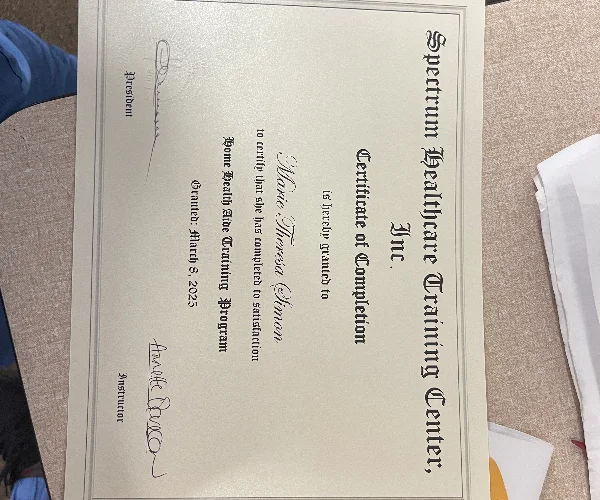 Spectrum Healthcare Training Center,
Inc.
Certificate of Completion
is hereby granted to
Marie Theresa Simon
to certify that she has completed to satisfaction
Home Health Aide Training Program
Granted: March 8, 2025
President
Instructor